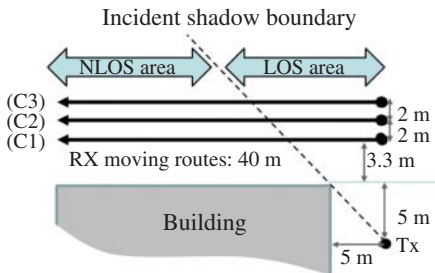 Incident shadow boundary
NLOS area
LOS area
(C3)
(C2)
(C1)
2 m
2 m
RX moving routes: 40 m
3.3 m
Building
5 m
Tx
5 m